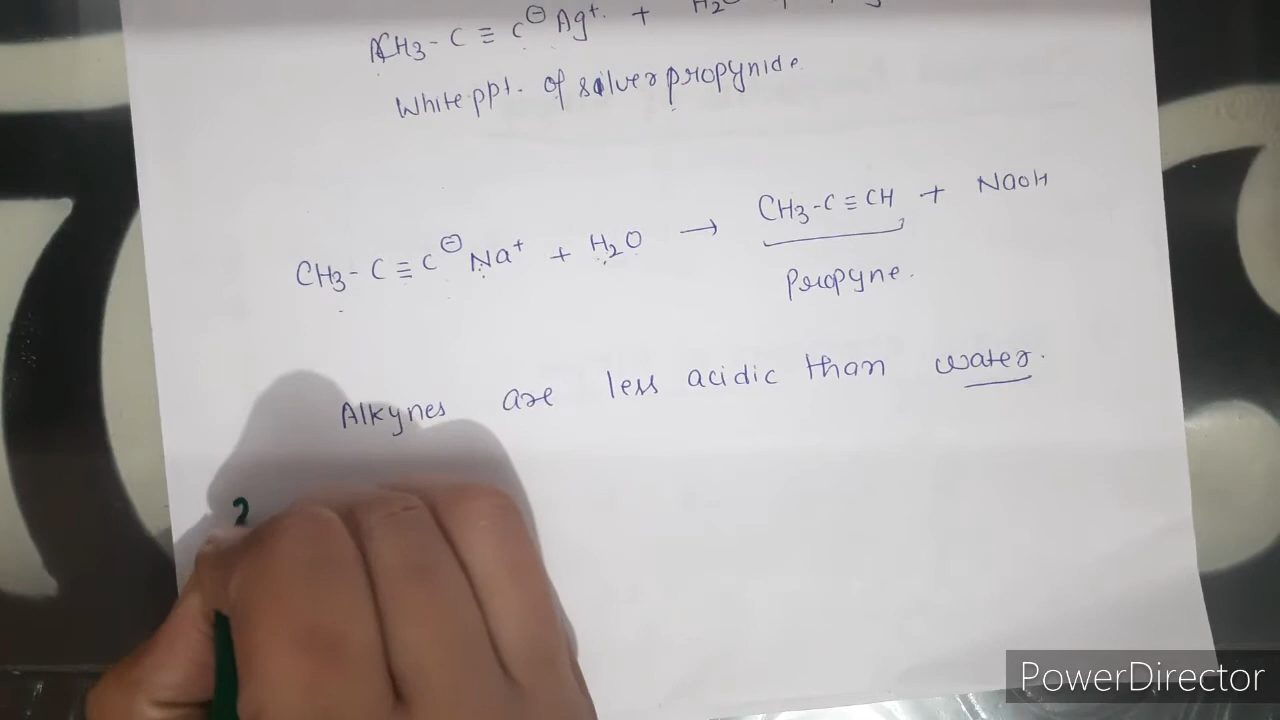 CH3-C≡C⊖Ag+ + H2O
White ppt. of silver propynide
CH3-C≡C⊖Na+ + H2O → CH3-C≡CH + NaOH
Propyne.
Alkynes are less acidic than water.
2
PowerDirector